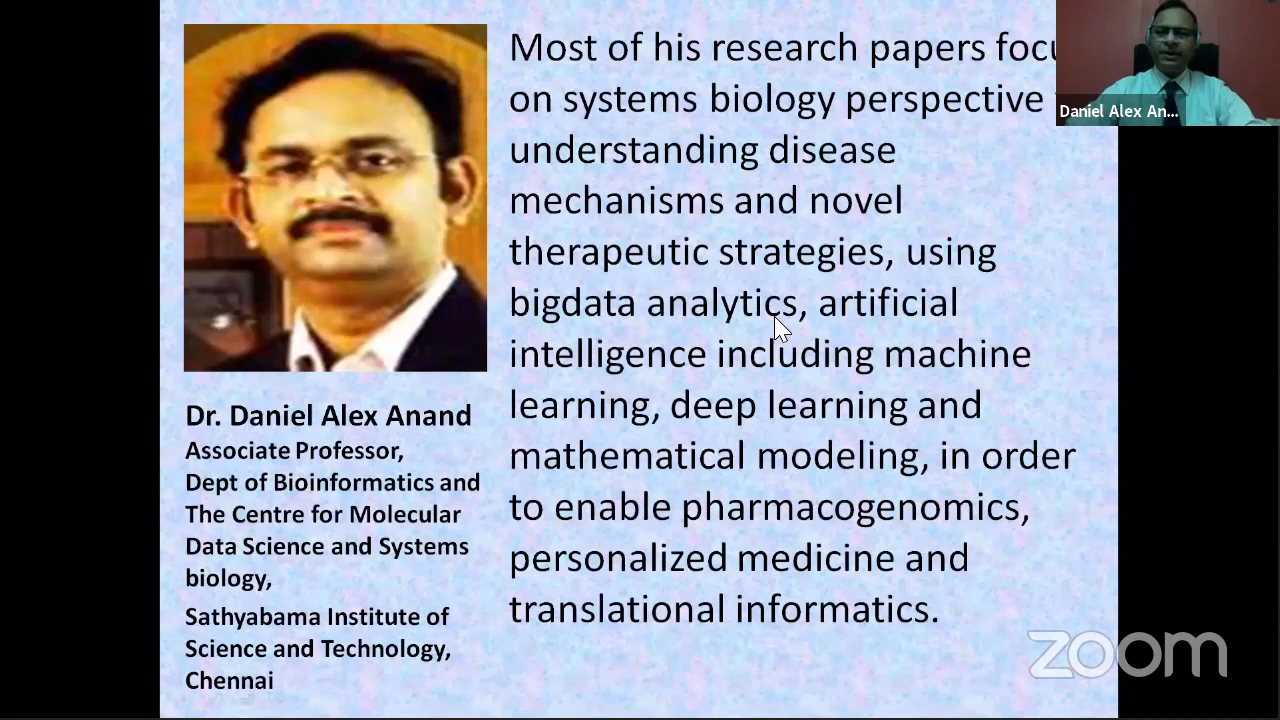 Most of his research papers
on systems biology perspective
understanding disease
mechanisms and novel
therapeutic strategies, using
bigdata analytics, artificial
intelligence including machine
learning, deep learning and
mathematical modeling, in order
to enable pharmacogenomics,
personalized medicine and
translational informatics.
Dr. Daniel Alex Anand
Associate Professor,
Dept of Bioinformatics and
The Centre for Molecular
Data Science and Systems
biology,
Sathyabama Institute of
Science and Technology,
Chennai
Daniel Alex An...
zoom